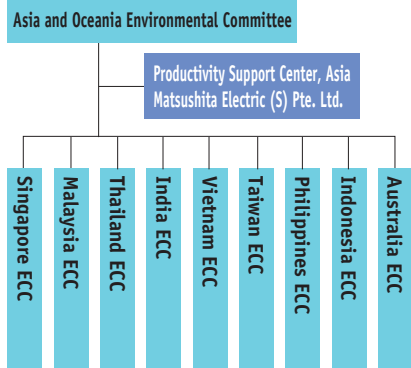 Asia and Oceania Environmental Committee
Productivity Support Center, Asia
Matsushita Electric (S) Pte. Ltd.
Singapore ECC
Malaysia ECC
Thailand ECC
India ECC
Vietnam ECC
Taiwan ECC
Philippines ECC
Indonesia ECC
Australia ECC